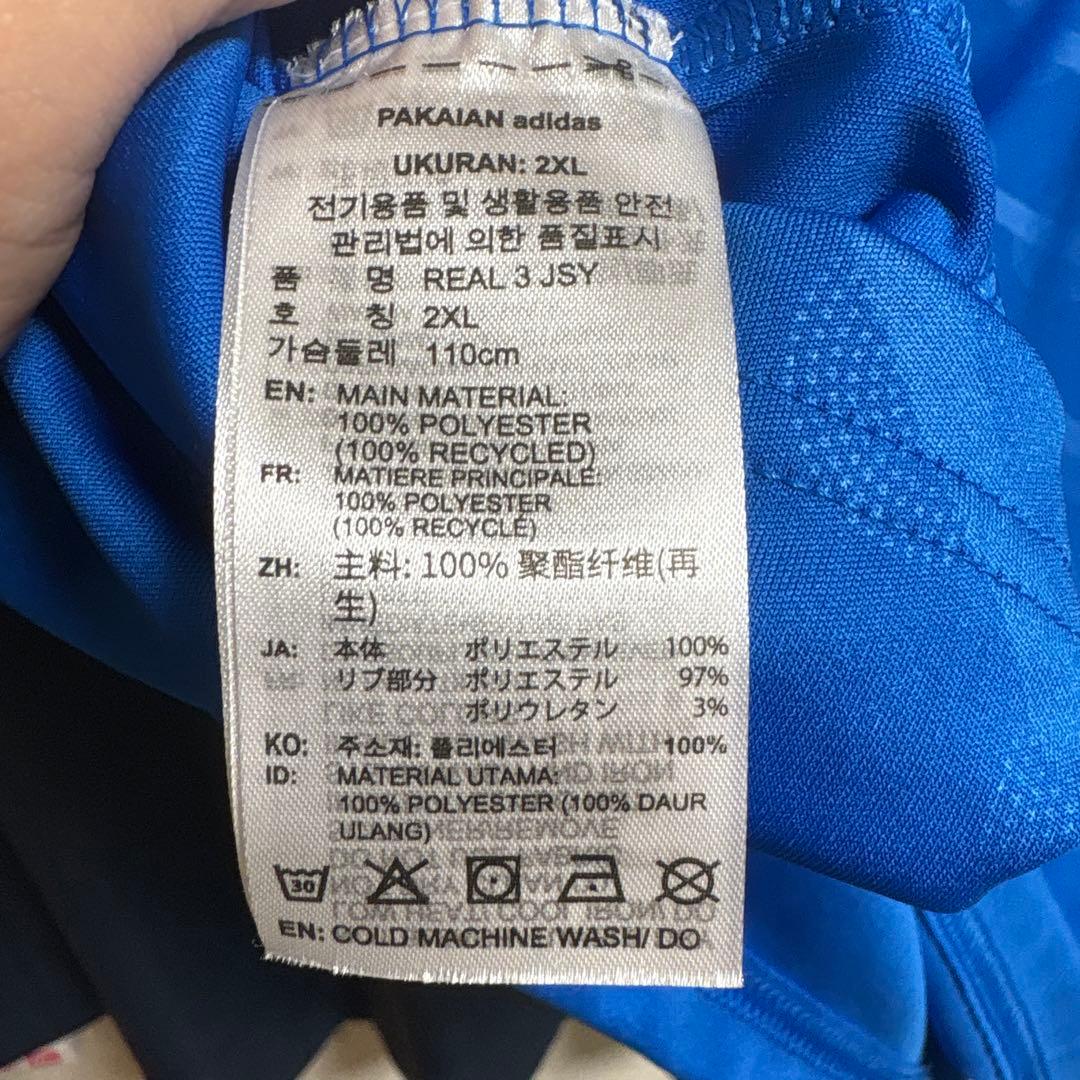 PAKAIAN adidas
UKURAN: 2XL
전기용품 및 생활용품 안전
관리법에 의한 품질표시
품 명 REAL 3 JSY
호 칭 2XL
가슴둘레 110cm
EN: MAIN MATERIAL:
100% POLYESTER
(100% RECYCLED)
FR: MATIERE PRINCIPALE:
100% POLYESTER
(100% RECYCLÉ)
ZH: 主料: 100% 聚酯纤维(再
生)
JA: 本体 ポリエステル 100%
リブ部分 ポリエステル 97%
ポリウレタン 3%
KO: 주소재: 폴리에스터 100%
ID: MATERIAL UTAMA:
100% POLYESTER (100% DAUR
ULANG)
30
EN: COLD MACHINE WASH/ DO